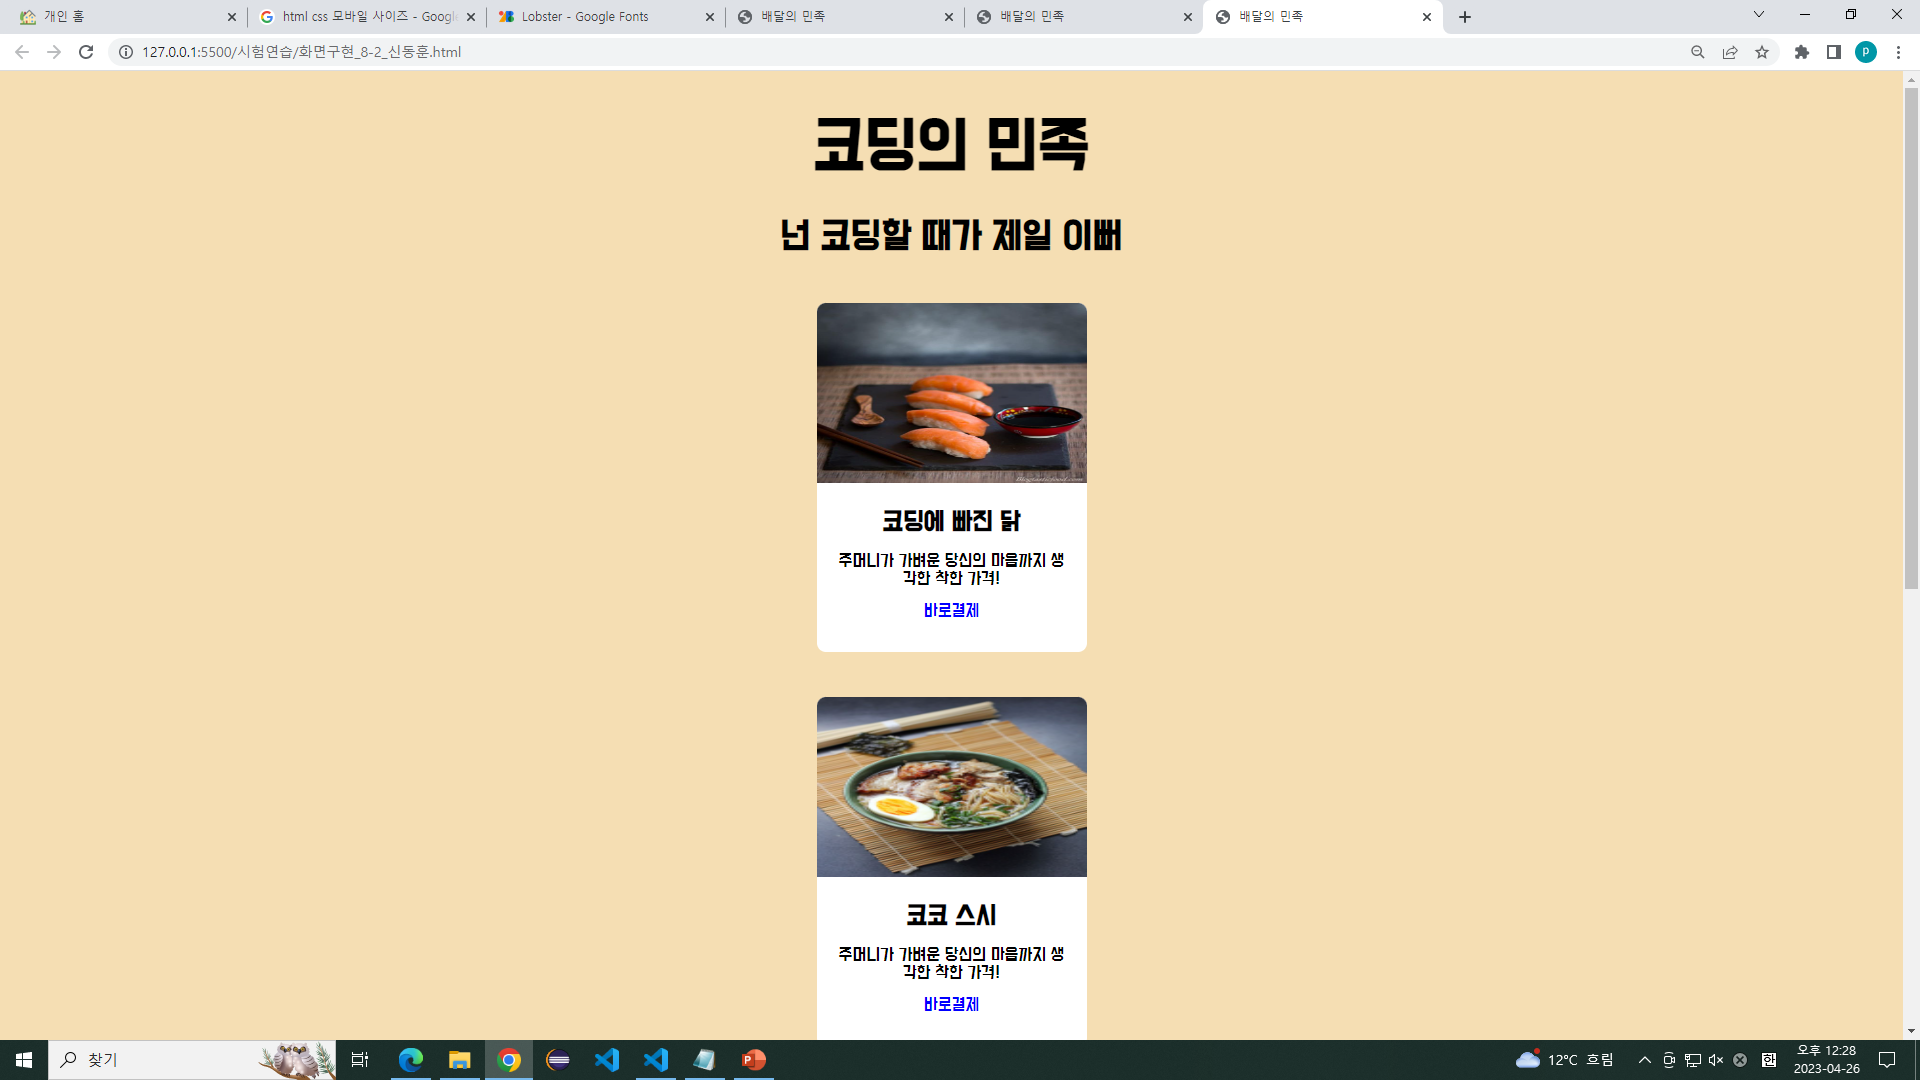 개인 홈
html css 모바일 사이즈 - Googl
Lobster - Google Fonts
배달의 민족
배달의 민족
배달의 민족
127.0.0.1:5500/시험연습/화면구현_8-2_신동훈.html
P
코딩의 민족
넌 코딩할 때가 제일 이뻐
코딩에 빠진 닭
주머니가 가벼운 당신의 마음까지 생
각한 착한 가격!
바로결제
코코 스시
주머니가 가벼운 당신의 마음까지 생
각한 착한 가격!
바로결제
찾기
P
12°C 흐림
한
오후 12:28
2023-04-26